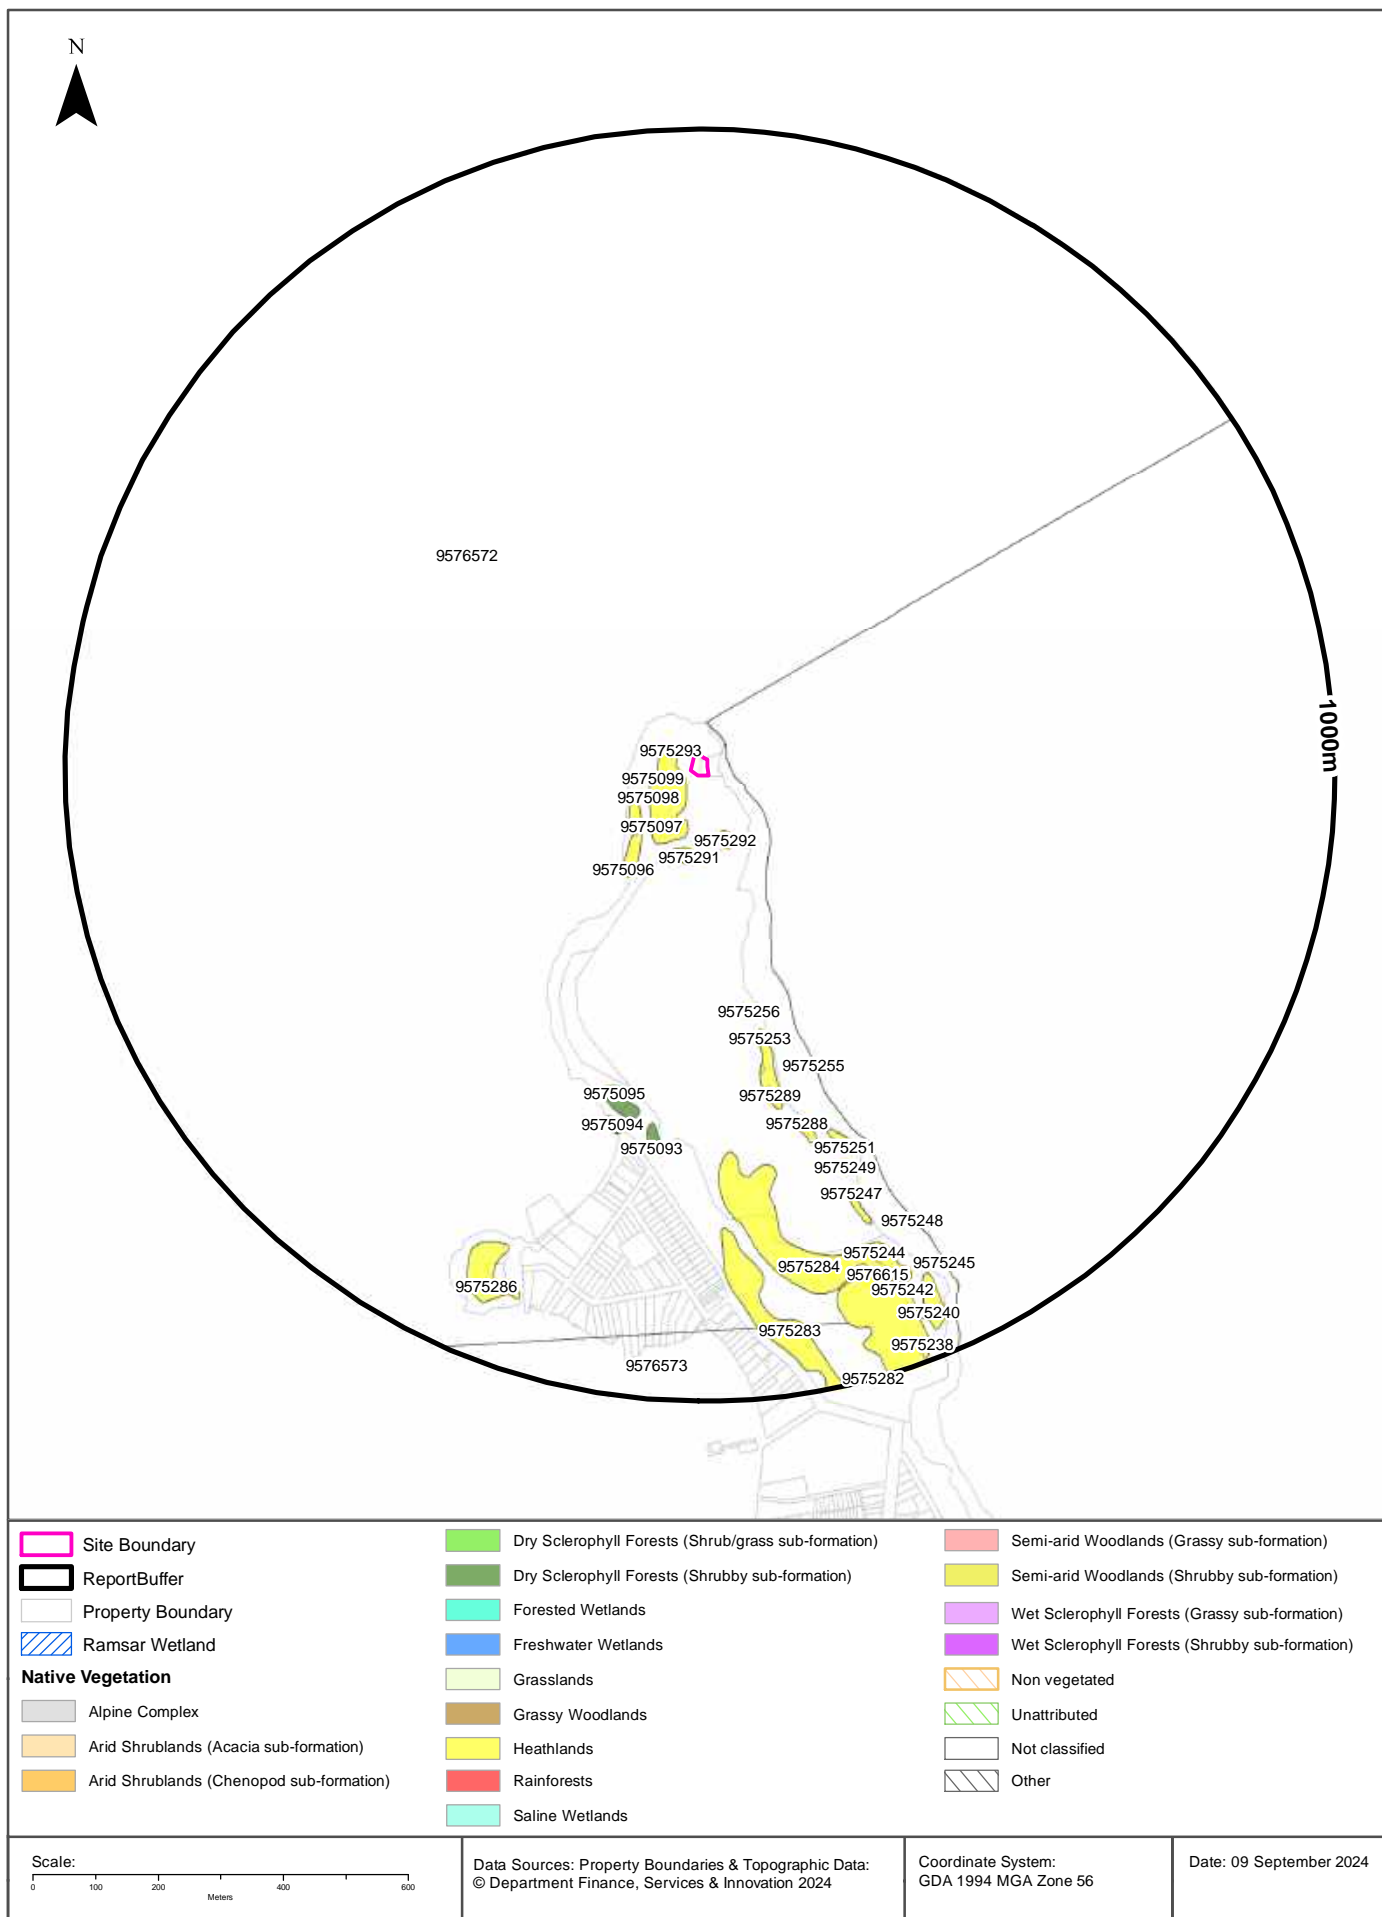 N
1000m
9576572
9575293
9575099
9575098
9575097
9575292
9575291
9575096
9575256
9575253
9575255
9575095
9575289
9575094
9575288
9575093
9575251
9575249
9575247
9575248
9575244
9575245
9575284
9576615
9575286
9575242
9575240
9575283
9575238
9576573
9575282
Site Boundary
ReportBuffer
Property Boundary
Ramsar Wetland
Native Vegetation
Alpine Complex
Arid Shrublands (Acacia sub-formation)
Arid Shrublands (Chenopod sub-formation)
Dry Sclerophyll Forests (Shrub/grass sub-formation)
Dry Sclerophyll Forests (Shrubby sub-formation)
Forested Wetlands
Freshwater Wetlands
Grasslands
Grassy Woodlands
Heathlands
Rainforests
Saline Wetlands
Semi-arid Woodlands (Grassy sub-formation)
Semi-arid Woodlands (Shrubby sub-formation)
Wet Sclerophyll Forests (Grassy sub-formation)
Wet Sclerophyll Forests (Shrubby sub-formation)
Non vegetated
Unattributed
Not classified
Other
Scale:
0 100 200 400 600
Meters
Data Sources: Property Boundaries & Topographic Data:
© Department Finance, Services & Innovation 2024
Coordinate System:
GDA 1994 MGA Zone 56
Date: 09 September 2024